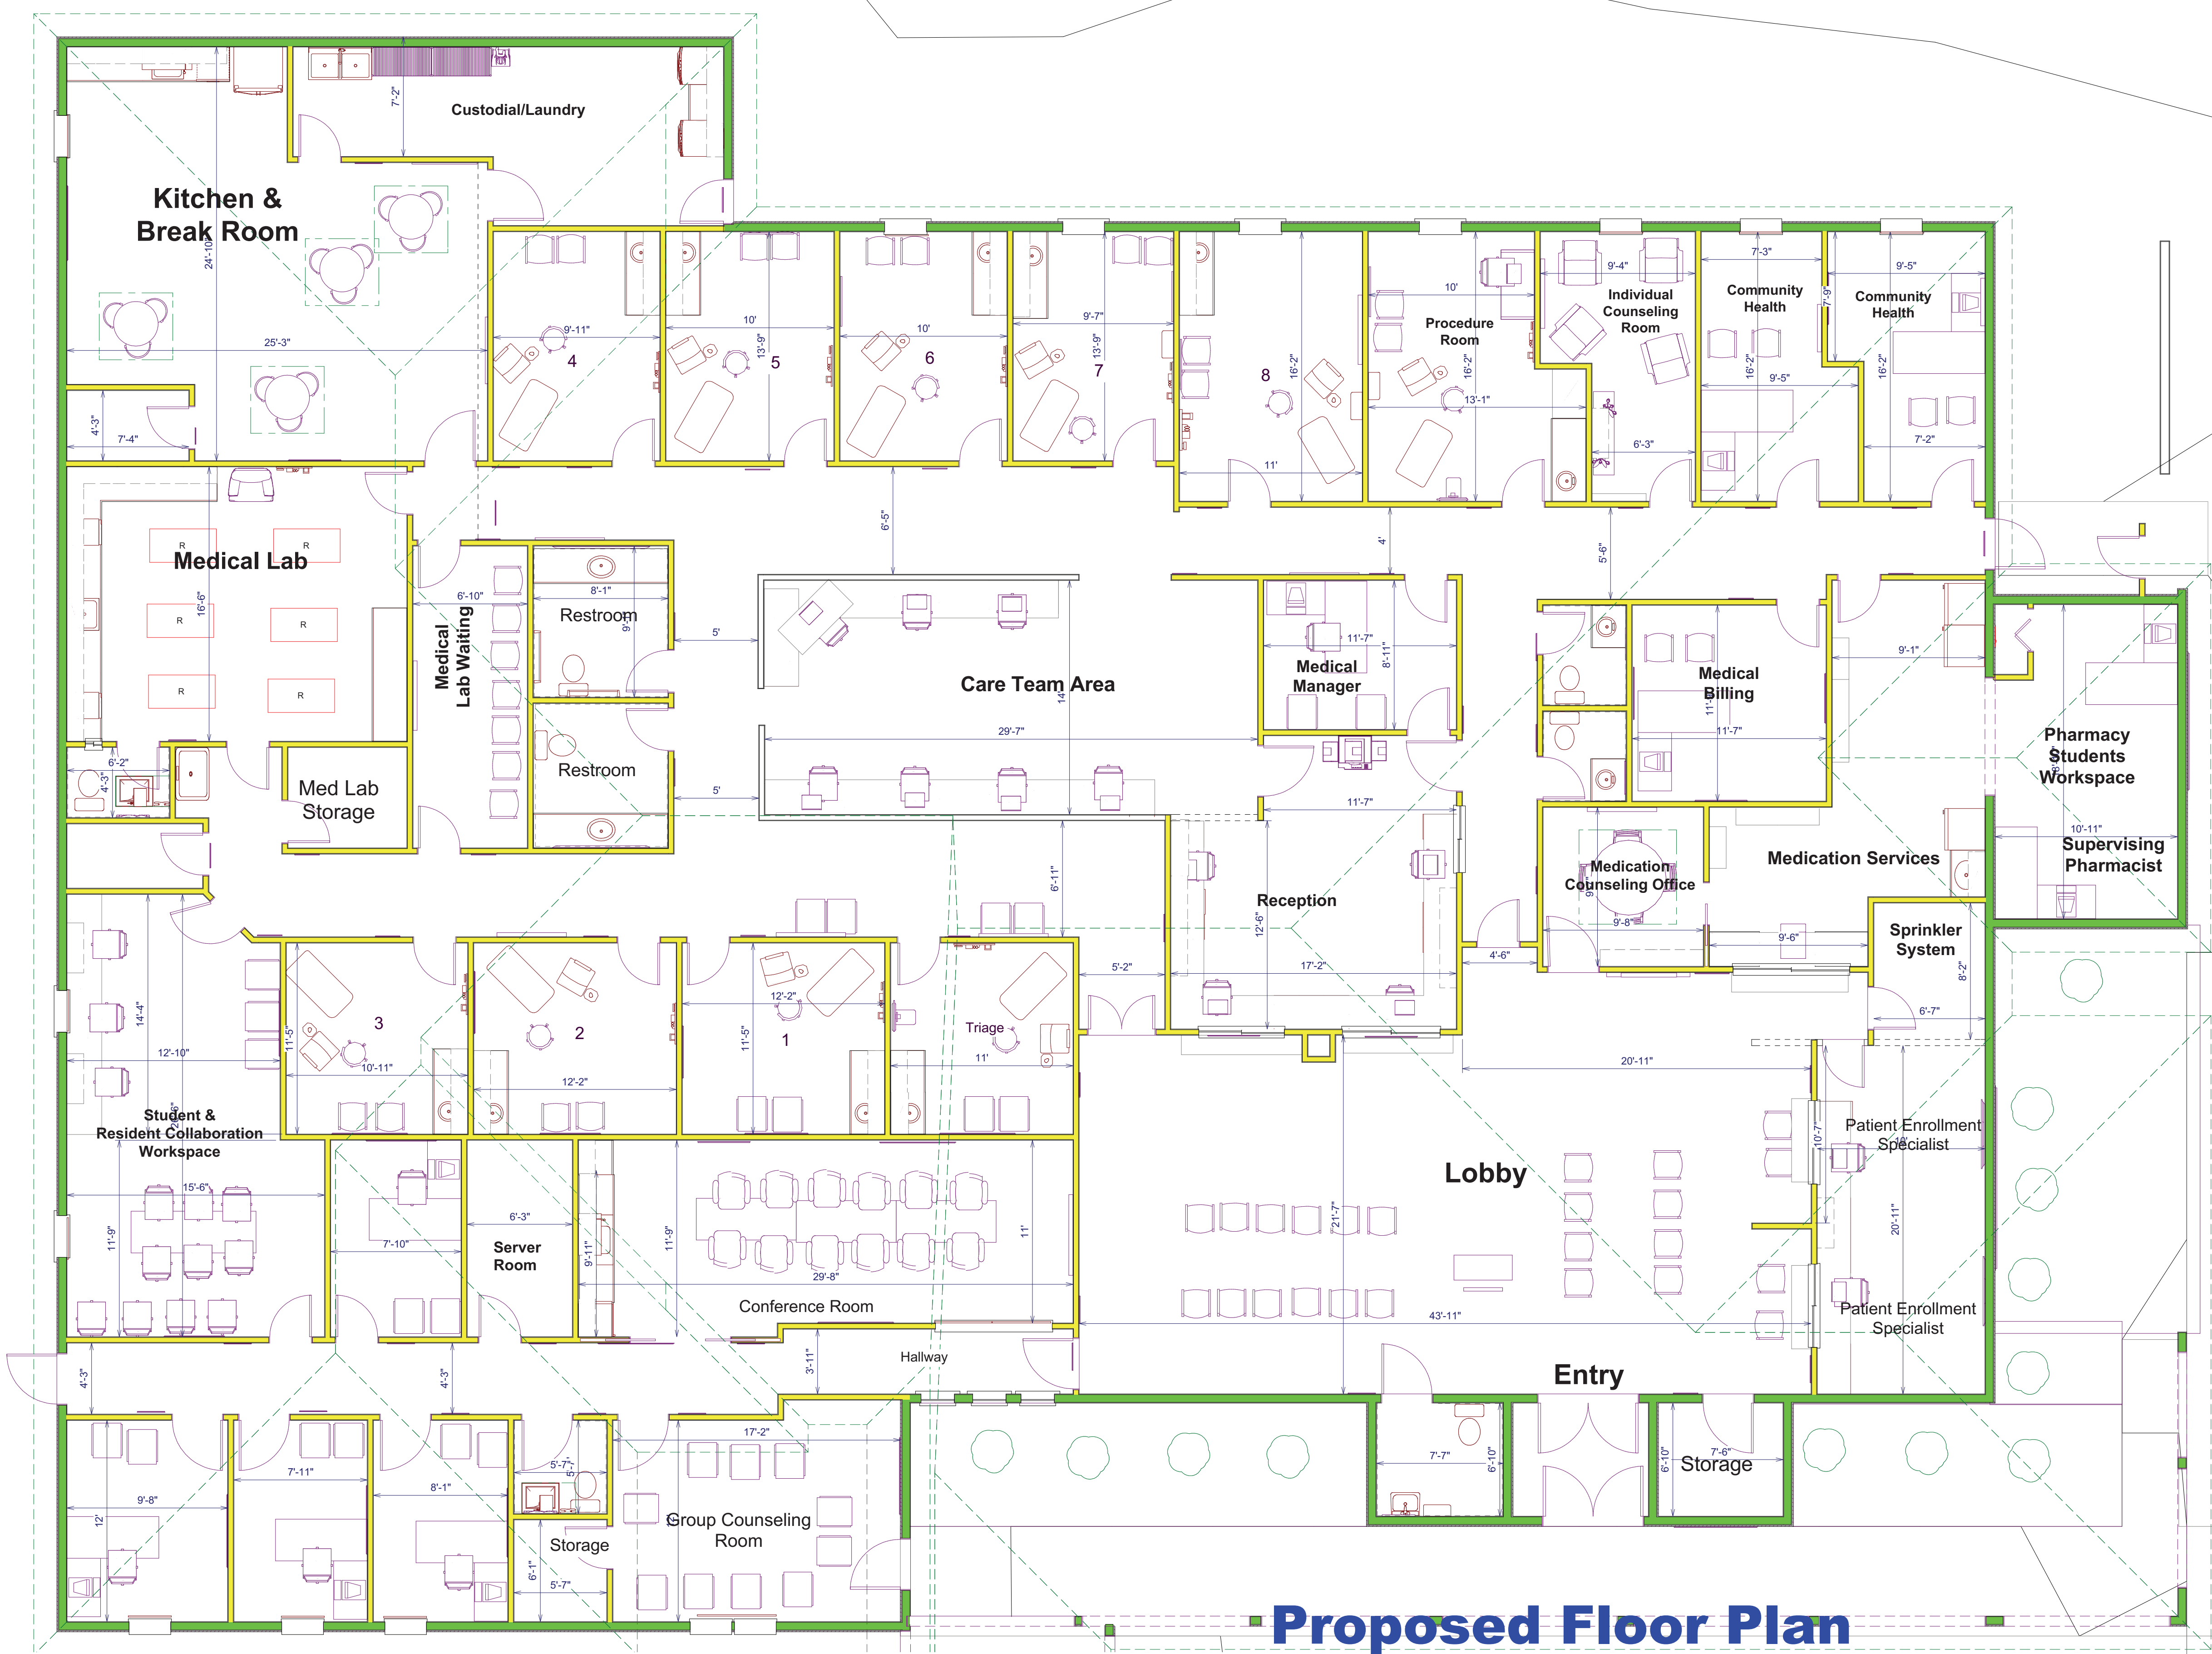 Custodial/Laundry
7'-2"
Kitchen &
Break Room
24'-10"
25'-3"
4'-3"
7'-4"
9'-11"
4
10'
13'-9"
5
10'
6
9'-7"
13'-9"
7
8
16'-2"
11'
10'
Procedure
Room
16'-2"
13'-1"
9'-4"
Individual
Counseling
Room
6'-3"
7'-3"
Community
Health
16'-2"
9'-5"
7'-9"
9'-5"
Community
Health
16'-2"
7'-2"
6'-5"
4'
5'-6"
R
R
Medical Lab
16'-6"
R
R
R
R
6'-10"
Medical
Lab Waiting
8'-1"
Restroom
5'
Restroom
5'
Care Team Area
14'
29'-7"
11'-7"
8'-11"
Medical
Manager
11'-7"
Medical
Billing
11'-7"
9'-1"
Pharmacy
Students
Workspace
10'-11"
Supervising
Pharmacist
6'-2"
4'-3"
Med Lab
Storage
6'-11"
Reception
12'-6"
17'-2"
11'-7"
4'-6"
Medication
Counseling Office
9'-8"
Medication Services
9'-6"
Sprinkler
System
8'-2"
6'-7"
5'-2"
14'-4"
12'-10"
Student &
Resident Collaboration
Workspace
15'-6"
11'-9"
3
11'-5"
10'-11"
2
12'-2"
12'-2"
1
11'-5"
Triage
11'
7'-10"
6'-3"
Server
Room
9'-11"
11'-9"
11'
29'-8"
Conference Room
Hallway
3'-11"
4'-3"
4'-3"
20'-11"
Lobby
21'-7"
43'-11"
Entry
10'-7"
Patient Enrollment
Specialist
20'-11"
Patient Enrollment
Specialist
9'-8"
12'
7'-11"
8'-1"
5'-7"
5'-7"
Storage
6'-1"
5'-7"
17'-2"
Group Counseling
Room
7'-7"
6'-10"
6'-10"
7'-6"
Storage
Proposed Floor Plan